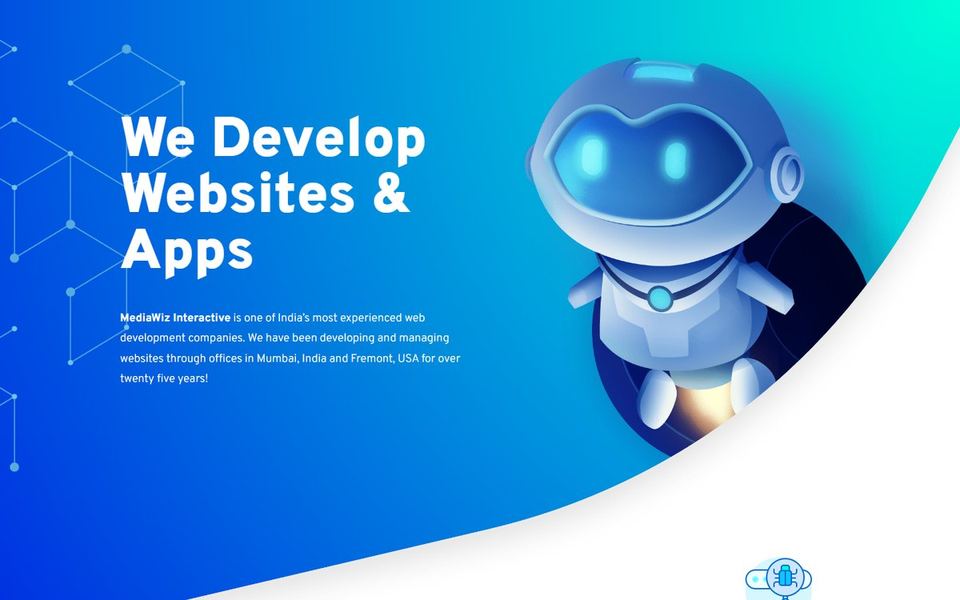 We Develop
Websites &
Apps
MediaWiz Interactive is one of India's most experienced web
development companies. We have been developing and managing
websites through offices in Mumbai, India and Fremont, USA for over
twenty five years!